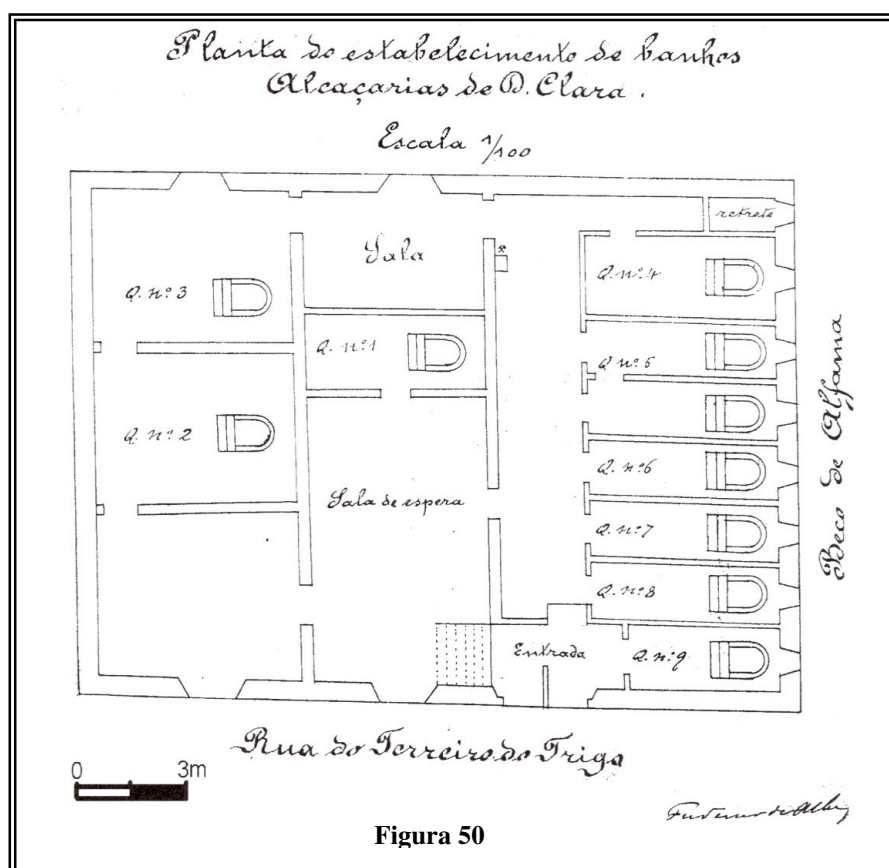 Planta do estabelecimento de banhos
Alcaçarias de D. Clara.
Escala 1/100
retrete
Sala
Q. nº 4
Q. nº 3
Q. nº 1
Q. nº 5
Q. nº 2
Q. nº 6
Sala de espera
Q. nº 7
Q. nº 8
Entrada
Q. nº 9
Beco de Alfama
Rua do Terreiro do Trigo
0 3m
Figura 50